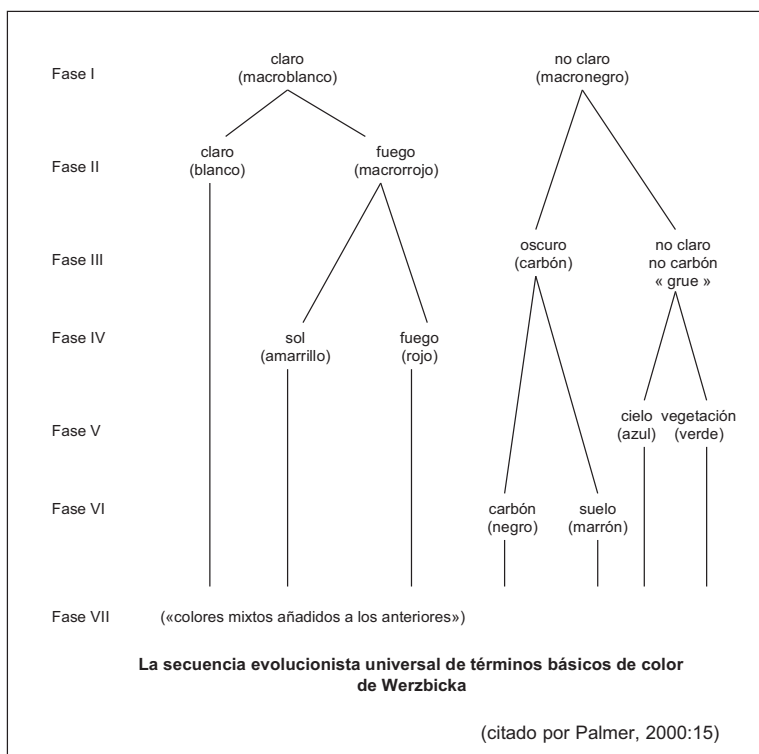 Fase I
claro
(macroblanco)
no claro
(macronegro)
Fase II
claro
(blanco)
fuego
(macrorrojo)
Fase III
oscuro
(carbón)
no claro
no carbón
« grue »
Fase IV
sol
(amarrillo)
fuego
(rojo)
Fase V
cielo
(azul)
vegetación
(verde)
Fase VI
carbón
(negro)
suelo
(marrón)
Fase VII
(«colores mixtos añadidos a los anteriores»)
La secuencia evolucionista universal de términos básicos de color
de Werzbicka
(citado por Palmer, 2000:15)